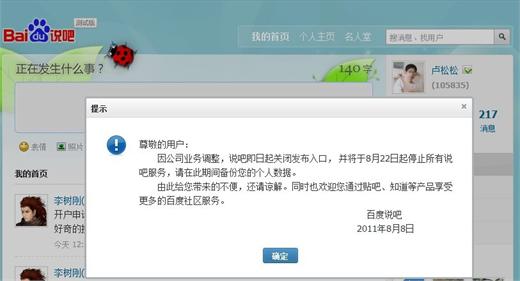 Bai du 说吧
测试版
我的首页 个人主页 名人堂
搜消息、找用户
正在发生什么事？
140 字
卢松松
(105835)
217
消息
表情 照片
我的首页
提示
尊敬的用户：
因公司业务调整，说吧即日起关闭发布入口，并将于8月22日起停止所有说
吧服务，请在此期间备份您的个人数据。
由此给您带来的不便，还请谅解。同时也欢迎您通过贴吧、知道等产品享受
更多的百度社区服务。
百度说吧
2011年8月8日
确定
李树刚(
开户申
好奇的
今天 12:
李树刚(